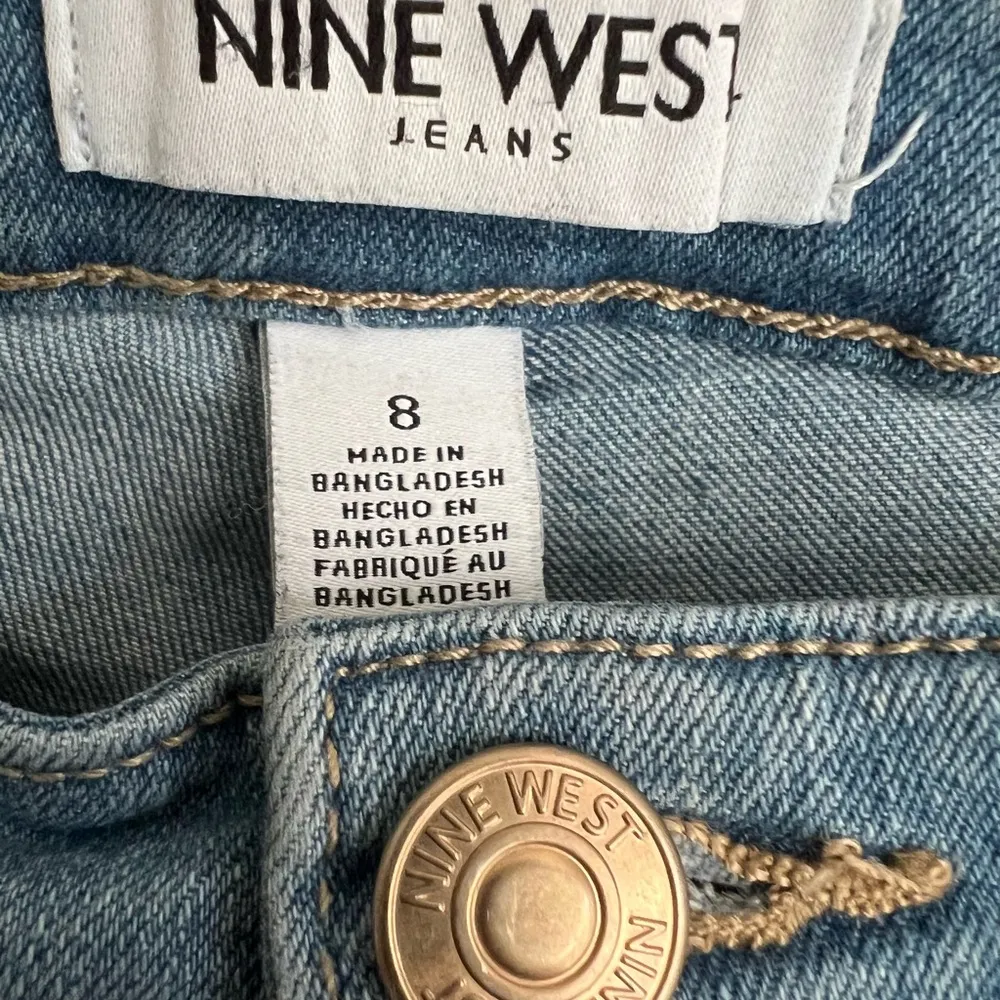 NINE WEST
JEANS
8
MADE IN
BANGLADESH
HECHO EN
BANGLADESH
FABRIQUÉ AU
BANGLADESH
NINE WEST